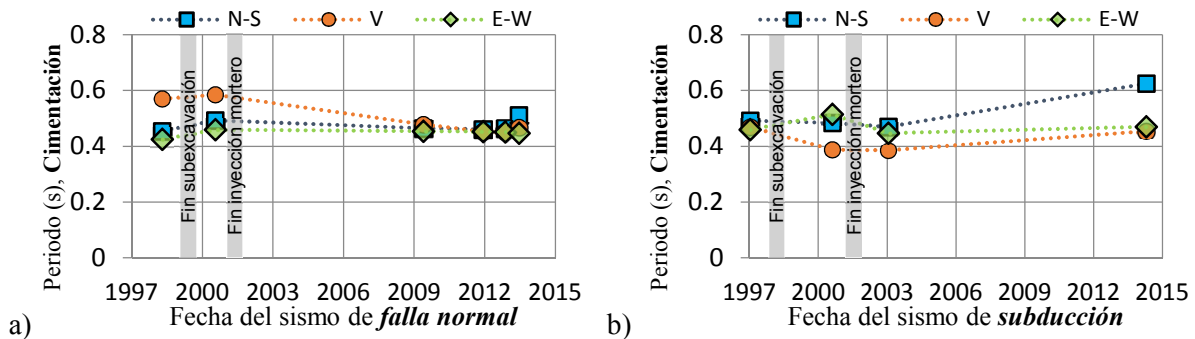 N-S V E-W
Periodo (s), Cimentación
0.8
0.6
0.4
0.2
0
Fin subexcavación
Fin inyección mortero
1997 2000 2003 2006 2009 2012 2015
a) Fecha del sismo de falla normal
N-S V E-W
Periodo (s), Cimentación
0.8
0.6
0.4
0.2
0
Fin subexcavación
Fin inyección mortero
1997 2000 2003 2006 2009 2012 2015
b) Fecha del sismo de subducción